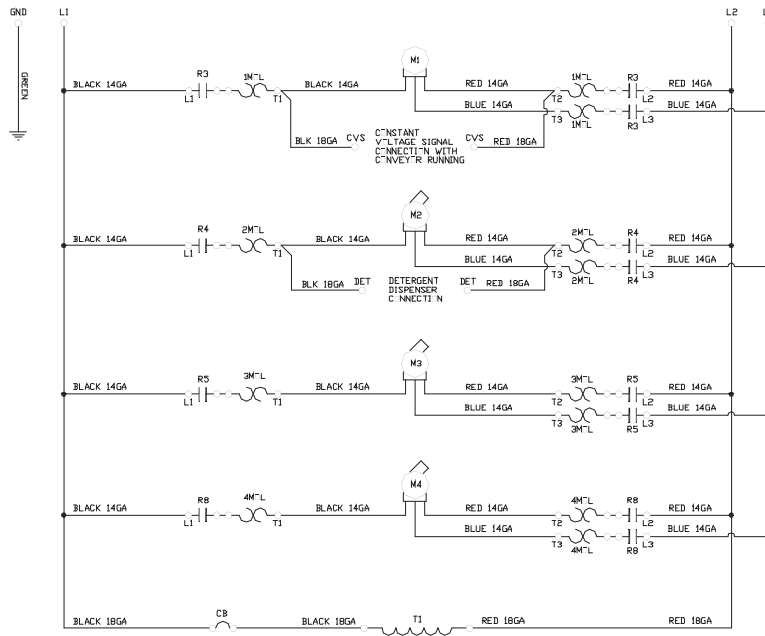 GND
L1
L2
L
GREEN
M1
R3
1M¯L
1M¯L
R3
BLACK 14GA
BLACK 14GA
RED 14GA
RED 14GA
L1
T1
T2
L2
BLUE 14GA
BLUE 14GA
T3
1M¯L
R3
L3
BLK 18GA
CVS
C¯NSTANT
V¯LTAGE SIGNAL
C¯NNECTI¯N WITH
C¯NVEY¯R RUNNING
CVS
RED 18GA
M2
R4
2M¯L
2M¯L
R4
BLACK 14GA
BLACK 14GA
RED 14GA
RED 14GA
L1
T1
T2
L2
BLUE 14GA
BLUE 14GA
T3
2M¯L
R4
L3
BLK 18GA
DET
DETERGENT
DISPENSER
C¯NNECTI¯N
DET
RED 18GA
M3
R5
3M¯L
3M¯L
R5
BLACK 14GA
BLACK 14GA
RED 14GA
RED 14GA
L1
T1
T2
L2
BLUE 14GA
BLUE 14GA
T3
3M¯L
R5
L3
M4
R8
4M¯L
4M¯L
R8
BLACK 14GA
BLACK 14GA
RED 14GA
RED 14GA
L1
T1
T2
L2
BLUE 14GA
BLUE 14GA
T3
4M¯L
R8
L3
CB
T1
BLACK 18GA
BLACK 18GA
RED 18GA
RED 18GA